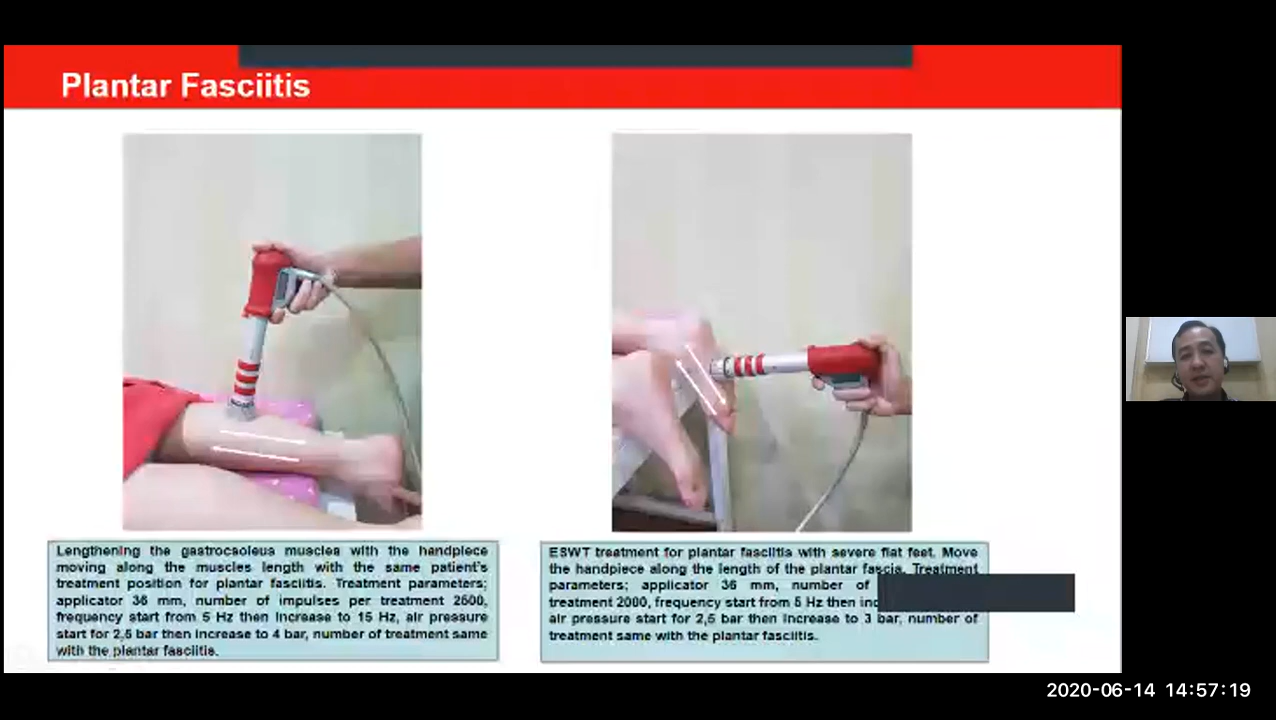 Plantar Fasciitis
Lengthening the gastrocsoleus muscles with the handpiece
moving along the muscles length with the same patient's
treatment position for plantar fasciitis. Treatment parameters;
applicator 36 mm, number of impulses per treatment 2500,
frequency start from 5 Hz then increase to 15 Hz, air pressure
start for 2,5 bar then increase to 4 bar, number of treatment same
with the plantar fasciitis.
ESWT treatment for plantar fasciitis with severe flat feet. Move
the handpiece along the length of the plantar fascia. Treatment
parameters; applicator 36 mm, number of
treatment 2000, frequency start from 5 Hz then
air pressure start for 2,5 bar then increase to 3 bar, number of
treatment same with the plantar fasciitis.
2020-06-14 14:57:19